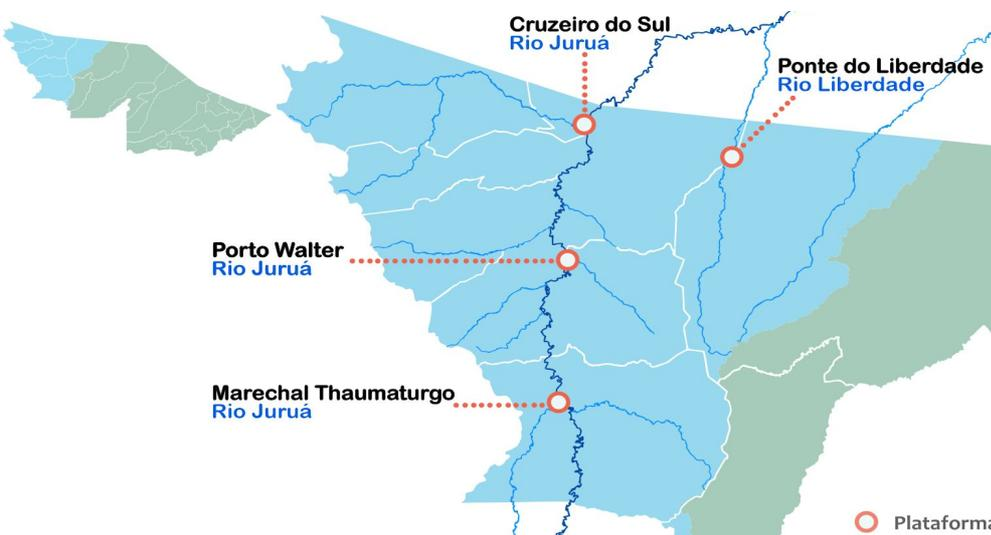 Cruzeiro do Sul
Rio Juruá
Ponte do Liberdade
Rio Liberdade
Porto Walter
Rio Juruá
Marechal Thaumaturgo
Rio Juruá
Plataforma